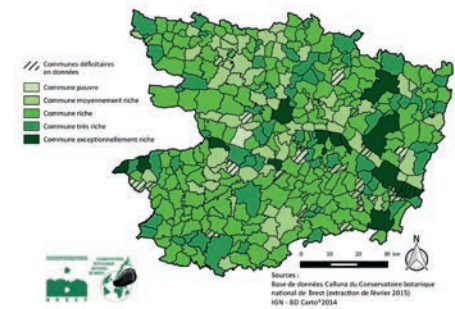 Communes déficitaires
en données
Commune pauvre
Commune moyennement riche
Commune riche
Commune très riche
Commune exceptionnellement riche
0 10 20 30 km
Sources :
Base de données Calluna du Conservatoire botanique
national de Brest (extraction de février 2015)
IGN - BD Carto®2014